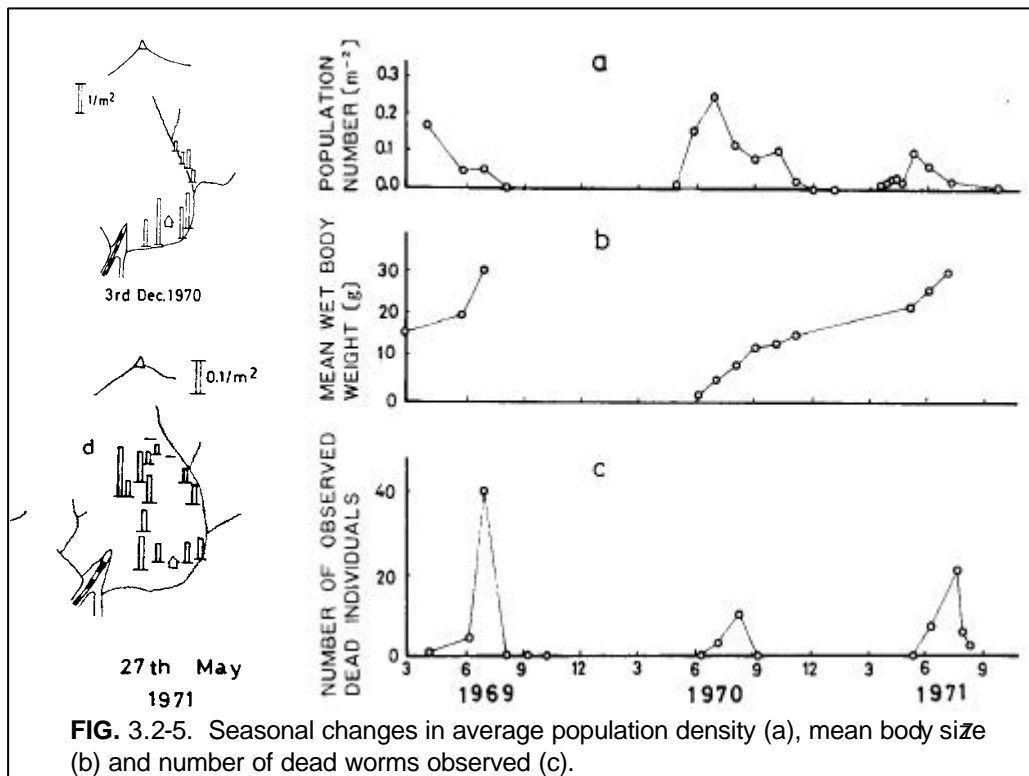 1/m²
3rd Dec. 1970
0.1/m²
d
27th May
1971
a
POPULATION
NUMBER [m⁻²]
0.3
0.2
0.1
0.0
b
MEAN WET BODY
WEIGHT [g]
30
20
10
0
c
NUMBER OF OBSERVED
DEAD INDIVIDUALS
40
20
0
3 6 9 12 3 6 9 12 3 6 9
1969 1970 1971
FIG. 3.2-5. Seasonal changes in average population density (a), mean body size
(b) and number of dead worms observed (c).